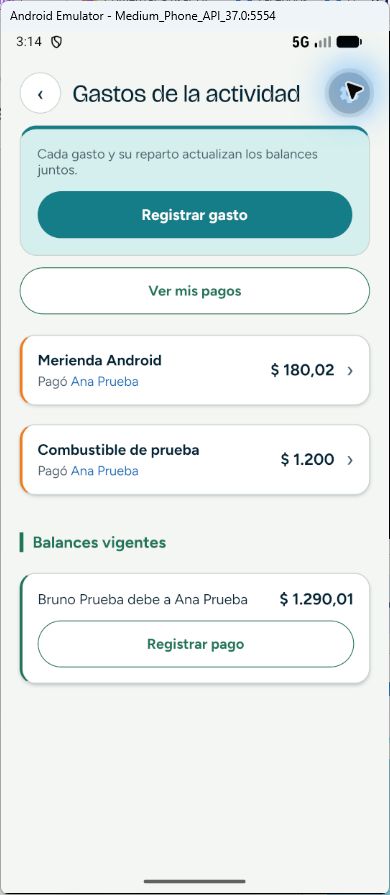 Android Emulator - Medium_Phone_API_37.0:5554
3:14
5G
‹ Gastos de la actividad
Cada gasto y su reparto actualizan los balances
juntos.
Registrar gasto
Ver mis pagos
Merienda Android
Pagó Ana Prueba
$ 180,02 ›
Combustible de prueba
Pagó Ana Prueba
$ 1.200 ›
Balances vigentes
Bruno Prueba debe a Ana Prueba $ 1.290,01
Registrar pago